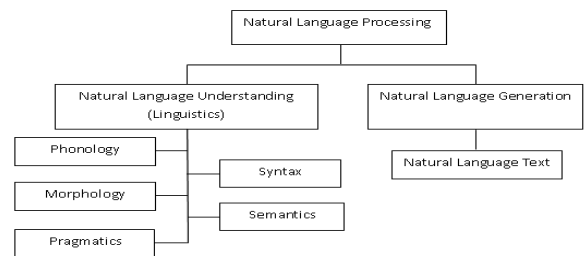 Natural Language Processing
Natural Language Understanding
(Linguistics)
Natural Language Generation
Phonology
Natural Language Text
Syntax
Morphology
Semantics
Pragmatics